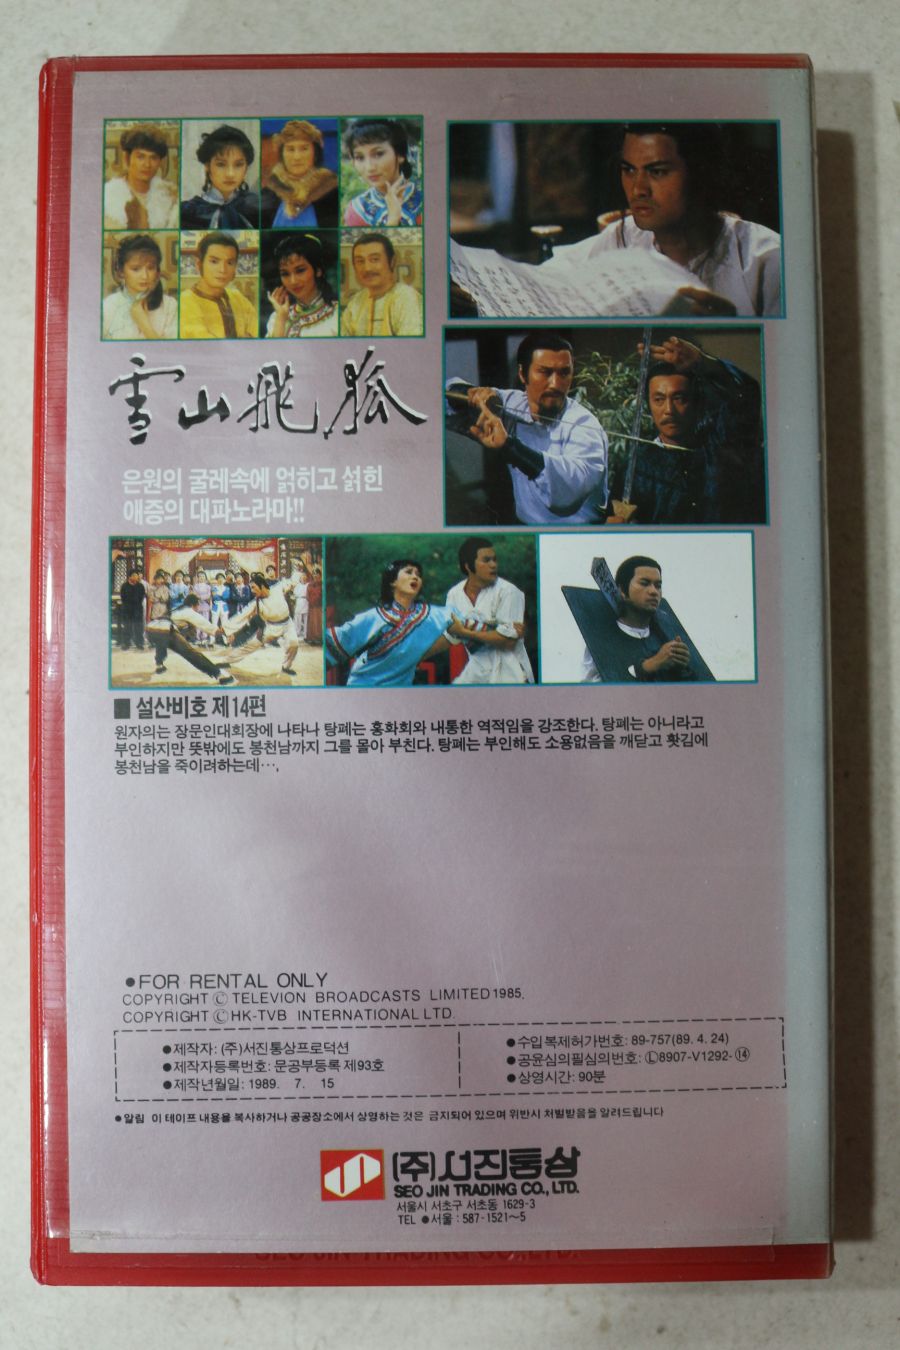 雪山飛狐
은원의 굴레속에 얽히고 섥힌
애증의 대파노라마!!
■ 설산비호 제14편
원자의는 장문인대회장에 나타나 탕폐는 홍화회와 내통한 역적임을 강조한다. 탕폐는 아니라고
부인하지만 뜻밖에도 봉천남까지 그를 몰아 부친다. 탕폐는 부인해도 소용없음을 깨닫고 홧김에
봉천남을 죽이려하는데….
●FOR RENTAL ONLY
COPYRIGHT Ⓒ TELEVION BROADCASTS LIMITED 1985.
COPYRIGHT Ⓒ HK-TVB INTERNATIONAL LTD.
●제작자: (주)서진통상프로덕션
●제작자등록번호: 문공부등록 제93호
●제작년월일: 1989. 7. 15
●수입복제허가번호: 89-757(89. 4. 24)
●공윤심의필심의번호: Ⓛ8907-V1292-⑭
●상영시간: 90분
●알림 이 테이프 내용을 복사하거나 공공장소에서 상영하는 것은 금지되어 있으며 위반시 처벌받음을 알려드립니다
(주)서진통상
SEO JIN TRADING CO., LTD.
서울시 서초구 서초동 1629-3
TEL ●서울 : 587-1521~5
SEO JIN TRADING CO., LTD.